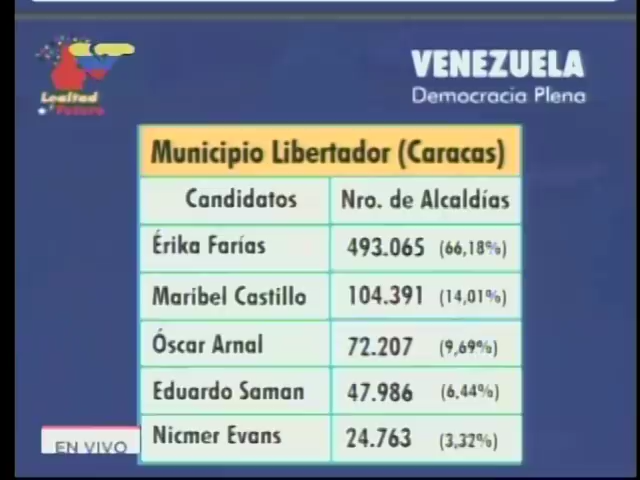 Lealtad
y Futuro
VENEZUELA
Democracia Plena
Municipio Libertador (Caracas)
Candidatos Nro. de Alcaldías
Érika Farías 493.065 (66,18%)
Maribel Castillo 104.391 (14,01%)
Óscar Arnal 72.207 (9,69%)
Eduardo Saman 47.986 (6,44%)
Nicmer Evans 24.763 (3,32%)
EN VIVO